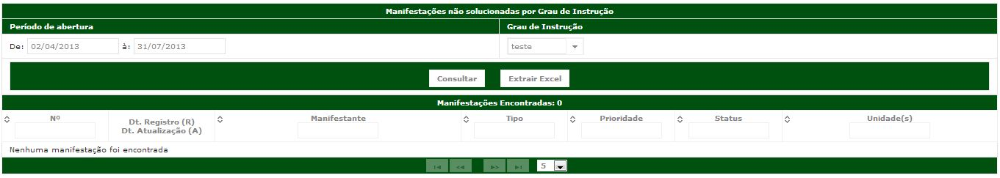 Manifestações não solucionadas por Grau de Instrução
Período de abertura Grau de Instrução
De: 02/04/2013 à: 31/07/2013 teste
Consultar Extrair Excel
Manifestações Encontradas: 0
Nº Dt. Registro (R) Manifestante Tipo Prioridade Status Unidade(s)
Dt. Atualização (A)
Nenhuma manifestação foi encontrada
5